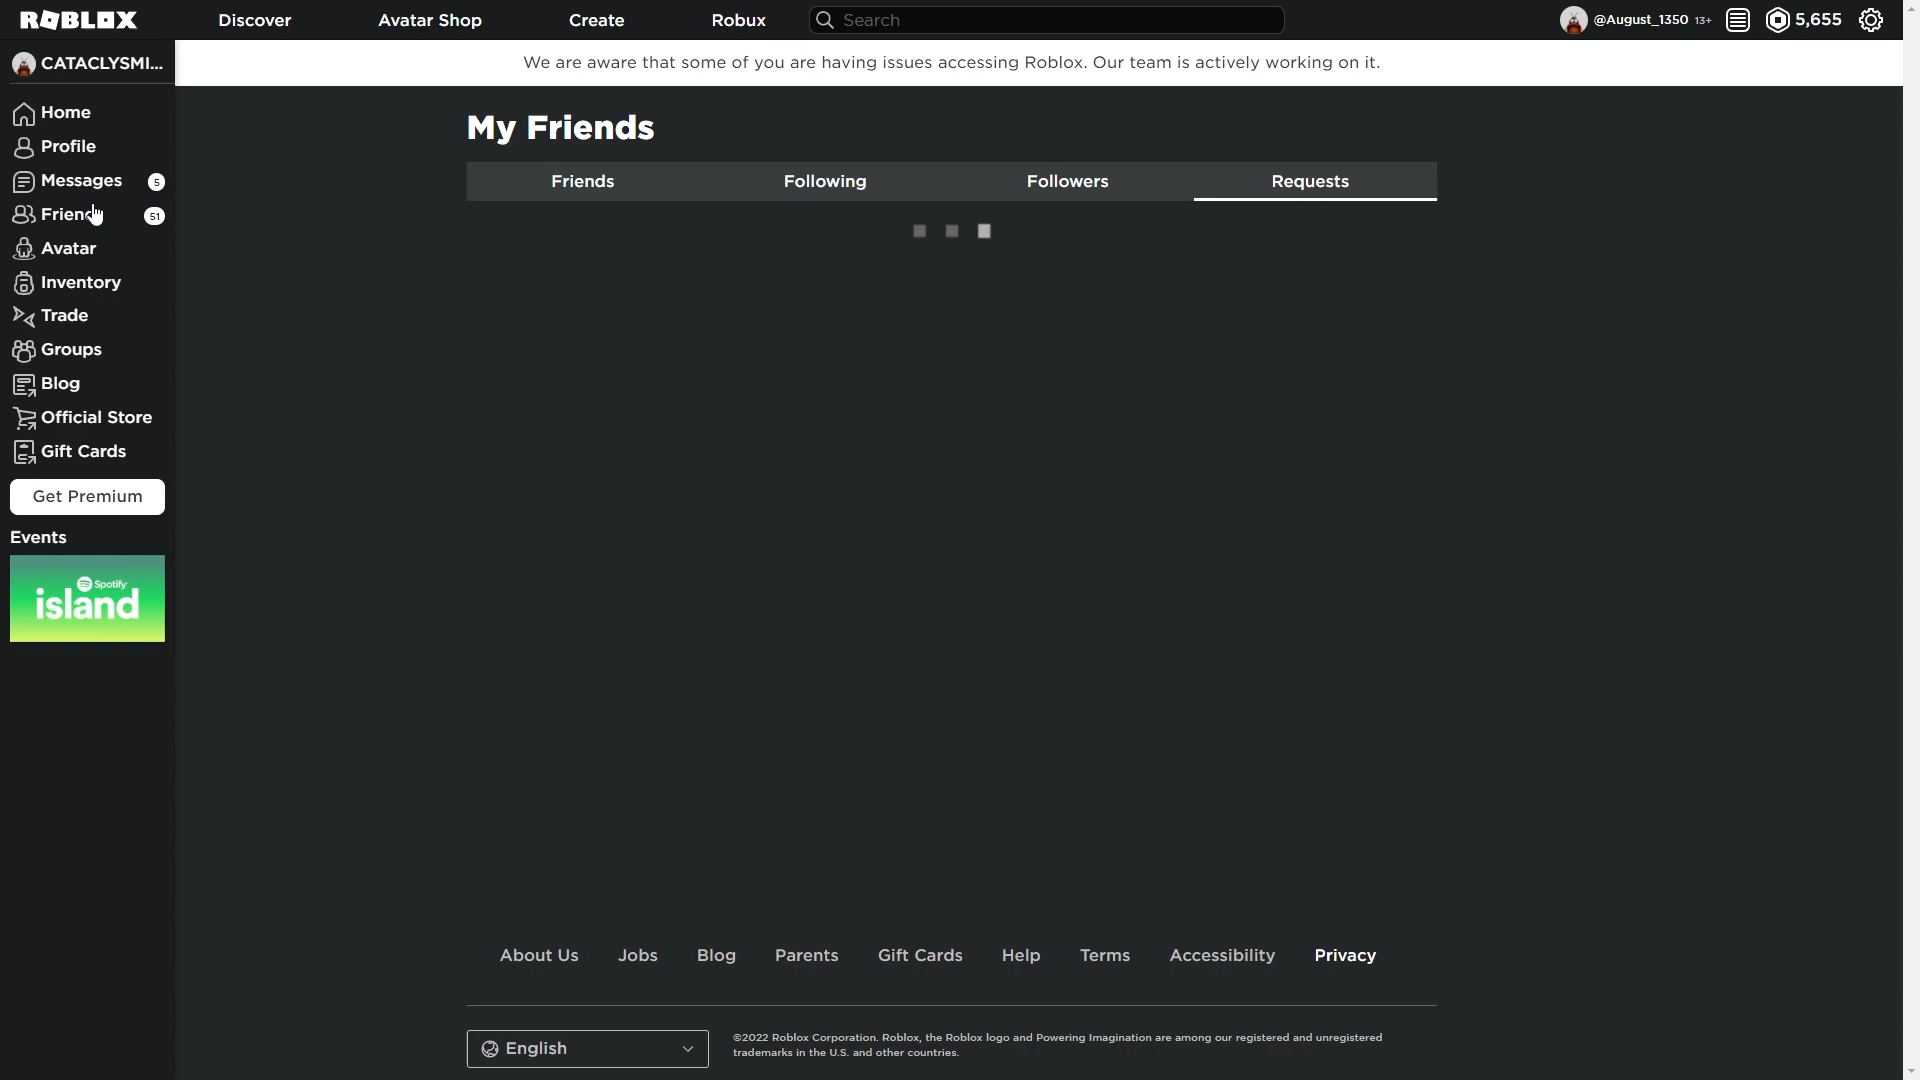 ROBLOX
Discover
Avatar Shop
Create
Robux
Search
@August_1350 13+
5,655
CATACLYSMI...
We are aware that some of you are having issues accessing Roblox. Our team is actively working on it.
Home
Profile
Messages 5
Friends 51
Avatar
Inventory
Trade
Groups
Blog
Official Store
Gift Cards
Get Premium
Events
Spotify
island
My Friends
Friends
Following
Followers
Requests
About Us
Jobs
Blog
Parents
Gift Cards
Help
Terms
Accessibility
Privacy
English
©2022 Roblox Corporation. Roblox, the Roblox logo and Powering Imagination are among our registered and unregistered
trademarks in the U.S. and other countries.